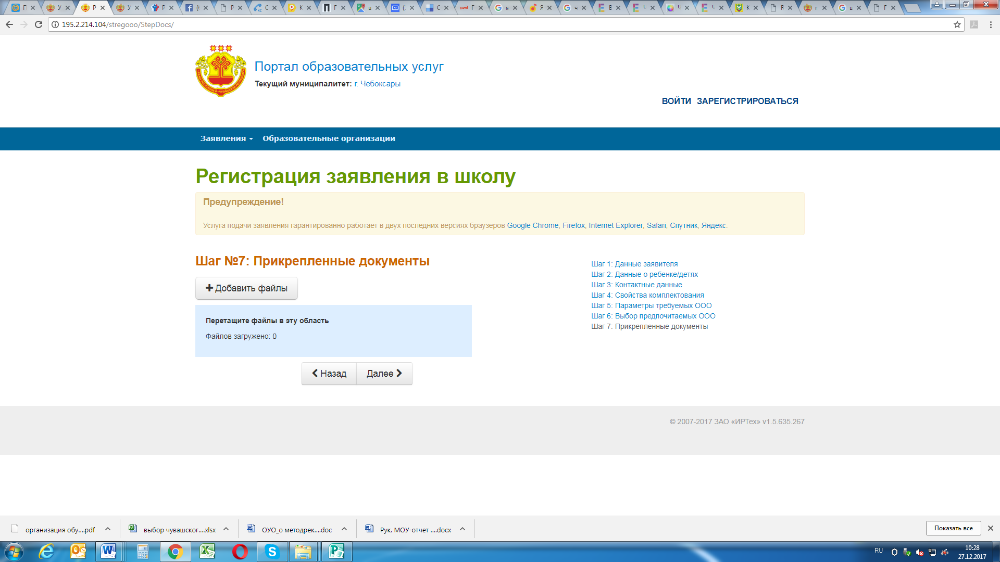 195.2.214.104/stregooo/StepDocs/
Портал образовательных услуг
Текущий муниципалитет: г. Чебоксары
ВОЙТИ ЗАРЕГИСТРИРОВАТЬСЯ
Заявления Образовательные организации
Регистрация заявления в школу
Предупреждение!
Услуга подачи заявления гарантированно работает в двух последних версиях браузеров Google Chrome, Firefox, Internet Explorer, Safari, Спутник, Яндекс.
Шаг №7: Прикрепленные документы
Добавить файлы
Перетащите файлы в эту область
Файлов загружено: 0
Назад Далее
Шаг 1: Данные заявителя
Шаг 2: Данные о ребенке/детях
Шаг 3: Контактные данные
Шаг 4: Свойства комплектования
Шаг 5: Параметры требуемых ООО
Шаг 6: Выбор предпочитаемых ООО
Шаг 7: Прикрепленные документы
© 2007-2017 ЗАО «ИРТех» v1.5.635.267
организация обу....pdf выбор чувашског....xlsx ОУО_о методрек....doc Рук. МОУ-отчет ....docx Показать все
RU 10:28
27.12.2017